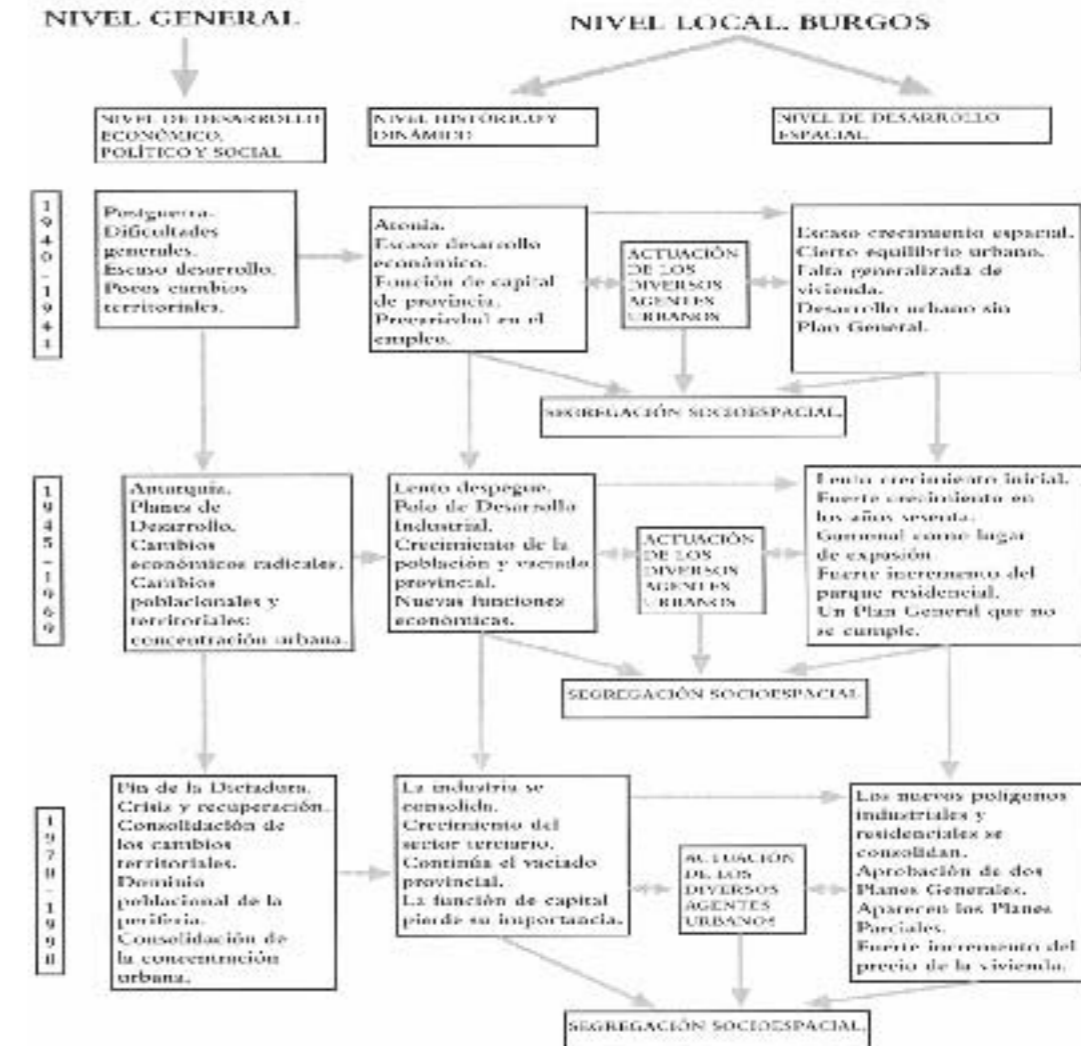 NIVEL GENERAL
NIVEL LOCAL. BURGOS
NIVEL DE DESARROLLO
ECONÓMICO.
POLÍTICO Y SOCIAL
NIVEL HISTÓRICO Y
DINÁMICO
NIVEL DE DESARROLLO
ESPACIAL
Postguerra.
Dificultades
generales.
Escaso desarrollo.
Pocos cambios
territoriales.
Atonía.
Escaso desarrollo
económico.
Función de capital
de provincia.
Precariedad en el
empleo.
ACTUACIÓN
DE LOS
DIVERSOS
AGENTES
URBANOS
Escaso crecimiento espacial.
Cierto equilibrio urbano.
Falta generalizada de
vivienda.
Desarrollo urbano sin
Plan General.
SEGREGACIÓN SOCIOESPACIAL.
Autarquía.
Planes de
Desarrollo.
Cambios
económicos radicales.
Cambios
poblacionales y
territoriales:
concentración urbana.
Lento despegue.
Polo de Desarrollo
Industrial.
Crecimiento de la
población y vaciado
provincial.
Nuevas funciones
económicas.
ACTUACIÓN
DE LOS
DIVERSOS
AGENTES
URBANOS
Lento crecimiento inicial.
Fuerte crecimiento en
los años sesenta.
Gamonal como lugar
de expusión
Fuerte incremento del
parque residencial.
Un Plan General que no
se cumple.
SEGREGACIÓN SOCIOESPACIAL
Fin de la Dictadura.
Crisis y recuperación.
Consolidación de
los cambios
territoriales.
Dominio
poblacional de la
periferia.
Consolidación de
la concentración
urbana.
La industria se
consolida.
Crecimiento del
sector terciario.
Continúa el vaciado
provincial.
La función de capital
pierde su importancia.
ACTUACIÓN
DE LOS
DIVERSOS
AGENTES
URBANOS
Los nuevos polígonos
industriales y
residenciales se
consolidan.
Aprobación de dos
Planes Generales.
Aparecen los Planes
Parciales.
Fuerte incremento del
precio de la vivienda.
SEGREGACIÓN SOCIOESPACIAL.